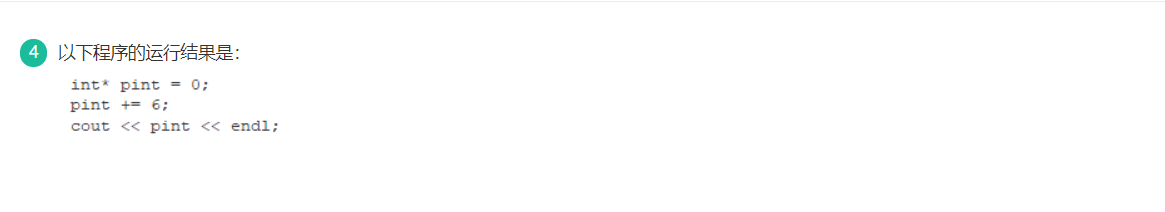 4 以下程序的运行结果是：
int* pint = 0;
pint += 6;
cout << pint << endl;